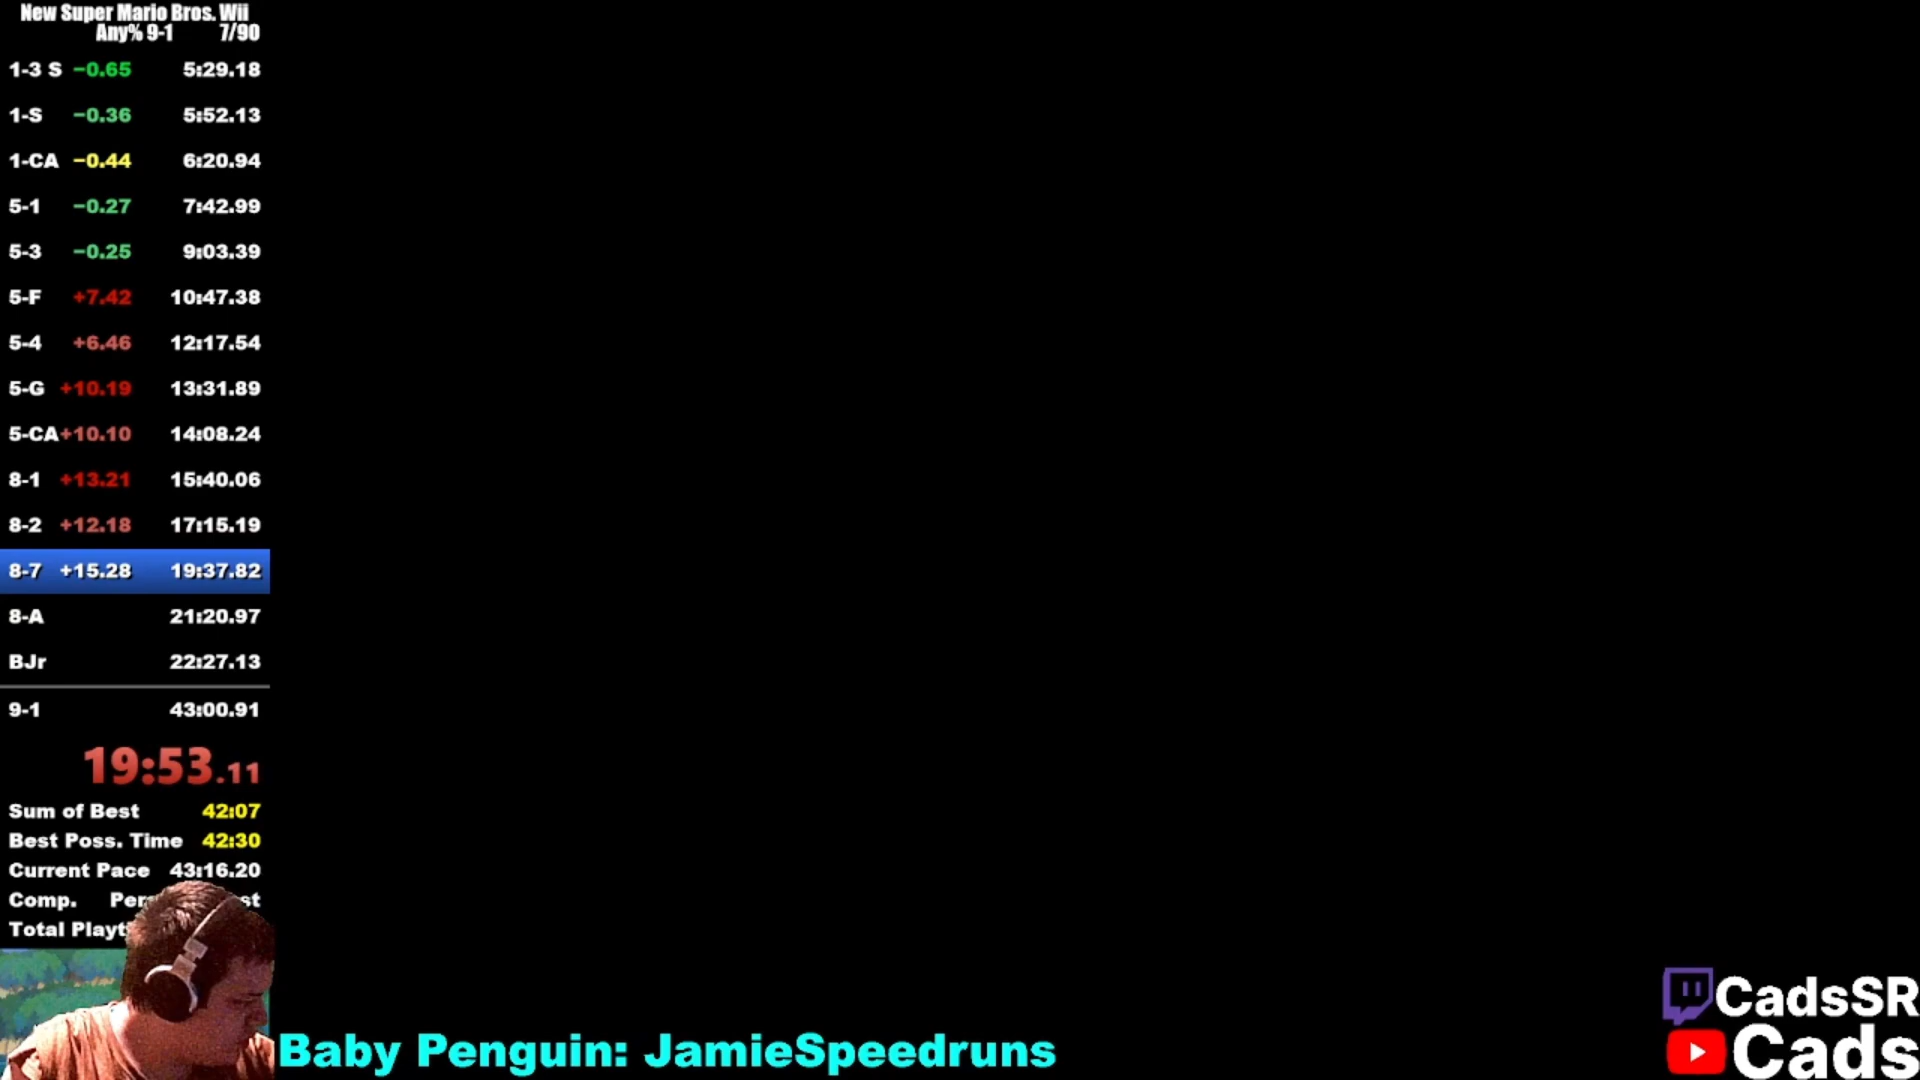 New Super Mario Bros. Wii
Any% 9-1 7/90
1-3 S −0.65 5:29.18
1-S −0.36 5:52.13
1-CA −0.44 6:20.94
5-1 −0.27 7:42.99
5-3 −0.25 9:03.39
5-F +7.42 10:47.38
5-4 +6.46 12:17.54
5-G +10.19 13:31.89
5-CA +10.10 14:08.24
8-1 +13.21 15:40.06
8-2 +12.18 17:15.19
8-7 +15.28 19:37.82
8-A 21:20.97
BJr 22:27.13
9-1 43:00.91
19:53.11
Sum of Best 42:07
Best Poss. Time 42:30
Current Pace 43:16.20
Comp.
Total
CadsSR
Baby Penguin: JamieSpeedruns
Cads